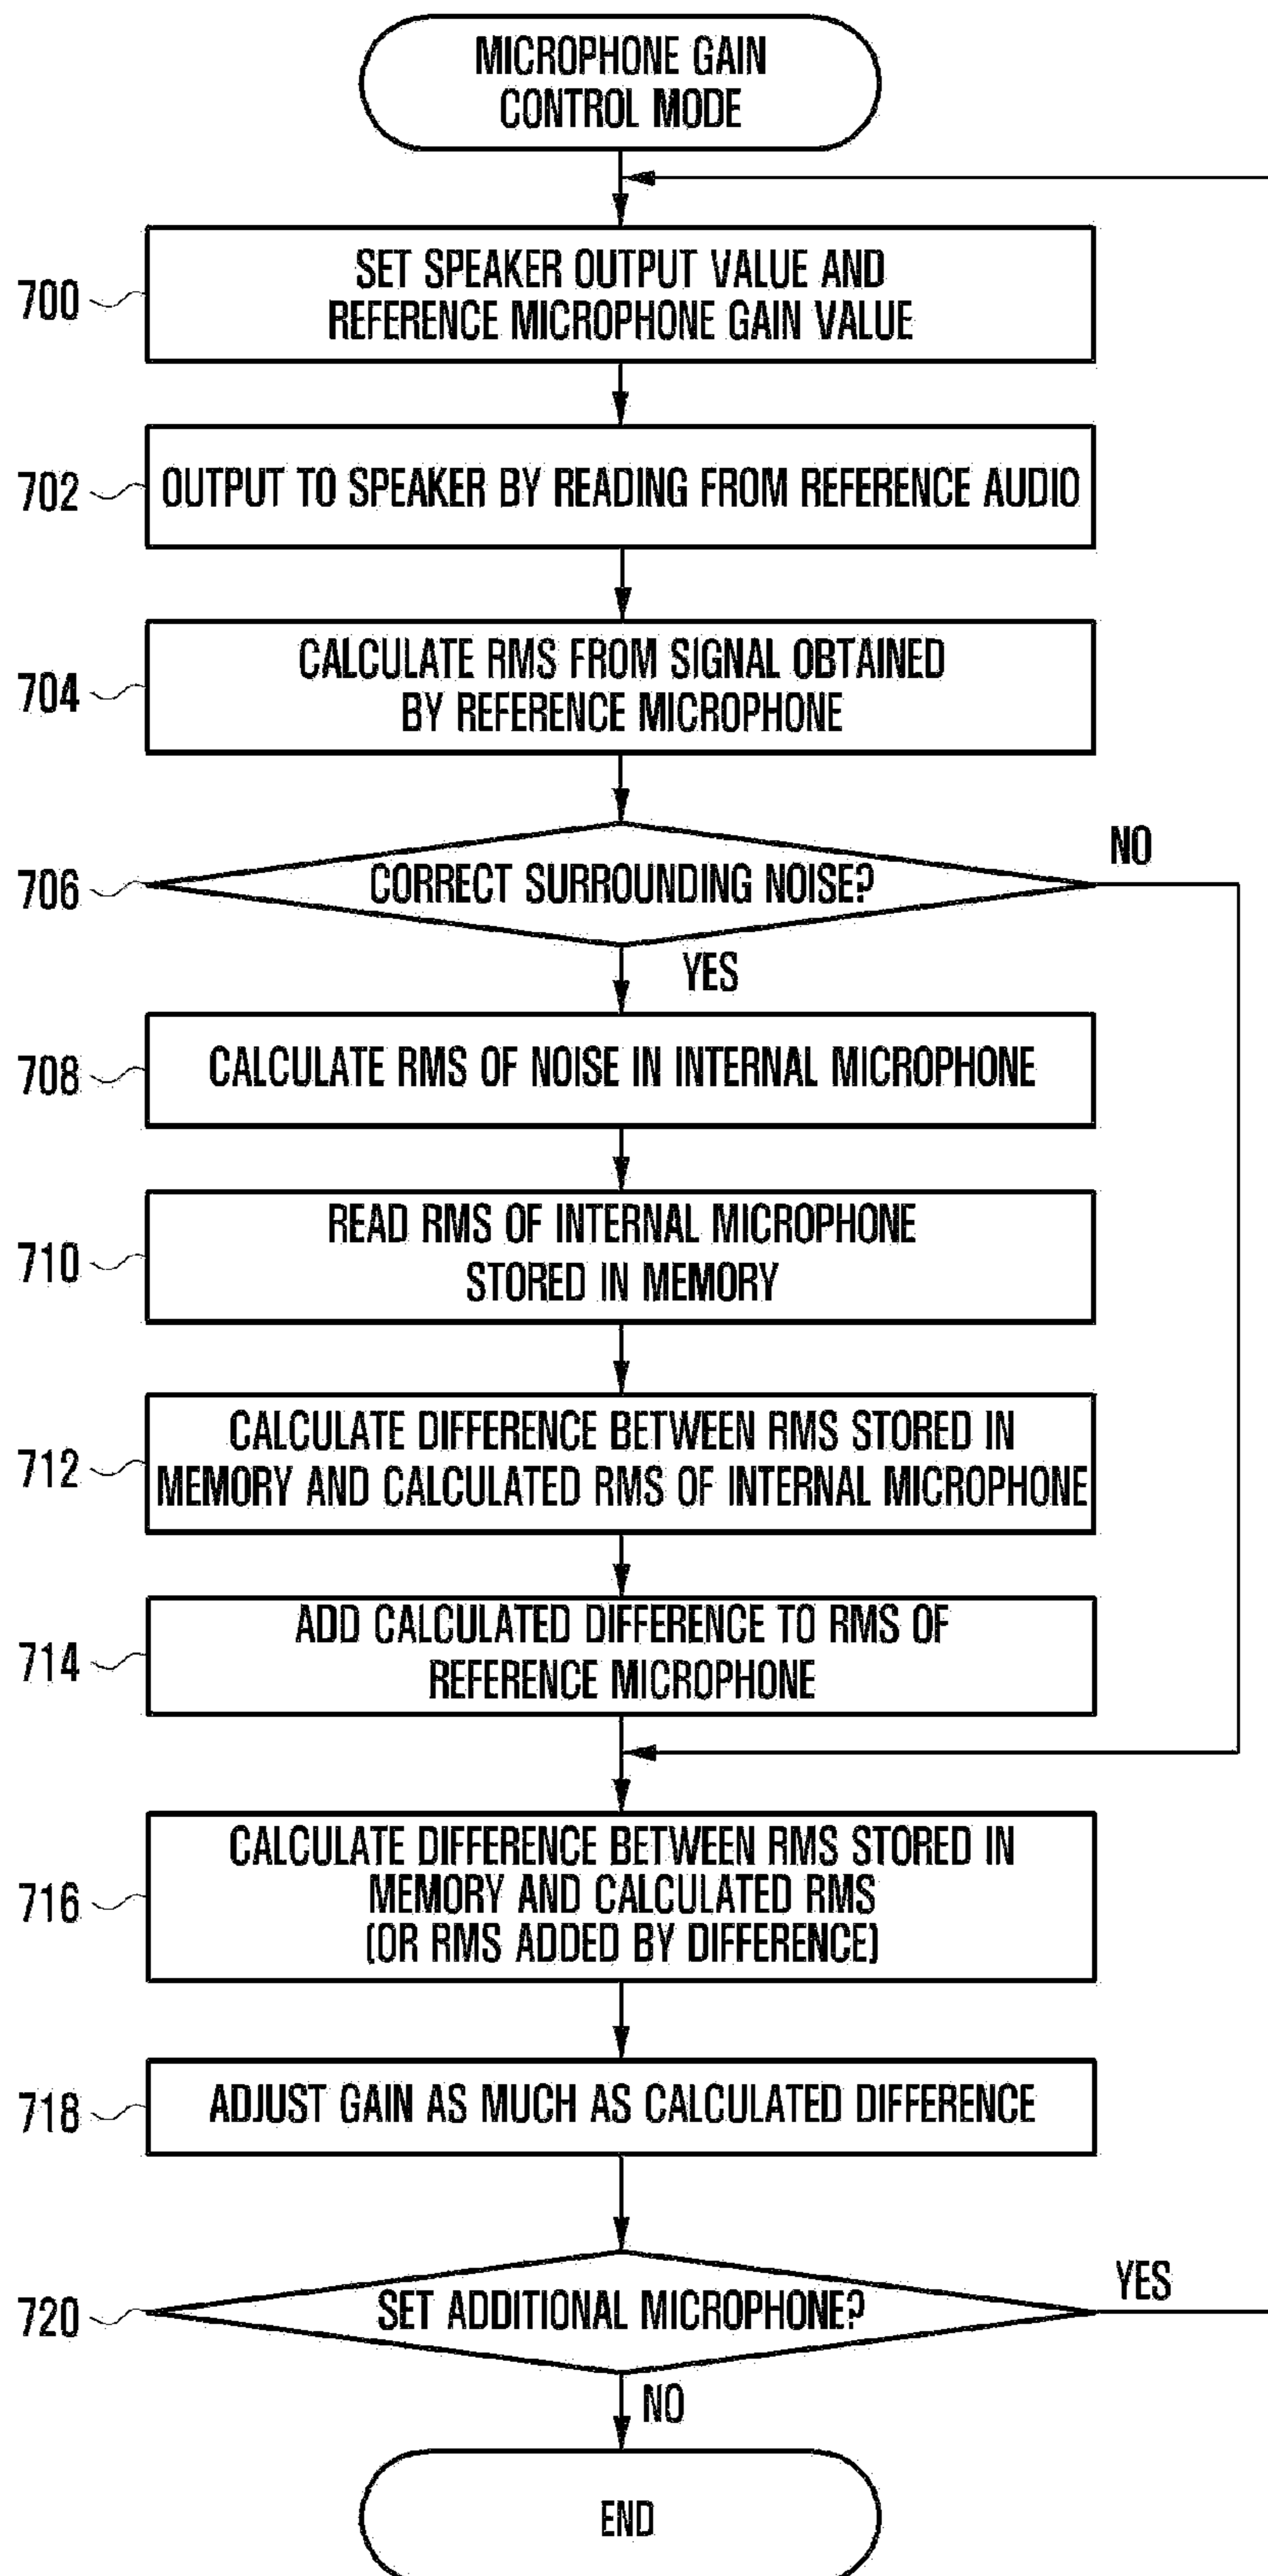 MICROPHONE GAIN
CONTROL MODE
700
SET SPEAKER OUTPUT VALUE AND
REFERENCE MICROPHONE GAIN VALUE
702
OUTPUT TO SPEAKER BY READING FROM REFERENCE AUDIO
704
CALCULATE RMS FROM SIGNAL OBTAINED
BY REFERENCE MICROPHONE
706
CORRECT SURROUNDING NOISE?
NO
YES
708
CALCULATE RMS OF NOISE IN INTERNAL MICROPHONE
710
READ RMS OF INTERNAL MICROPHONE
STORED IN MEMORY
712
CALCULATE DIFFERENCE BETWEEN RMS STORED IN
MEMORY AND CALCULATED RMS OF INTERNAL MICROPHONE
714
ADD CALCULATED DIFFERENCE TO RMS OF
REFERENCE MICROPHONE
716
CALCULATE DIFFERENCE BETWEEN RMS STORED IN
MEMORY AND CALCULATED RMS
(OR RMS ADDED BY DIFFERENCE)
718
ADJUST GAIN AS MUCH AS CALCULATED DIFFERENCE
720
SET ADDITIONAL MICROPHONE?
YES
NO
END